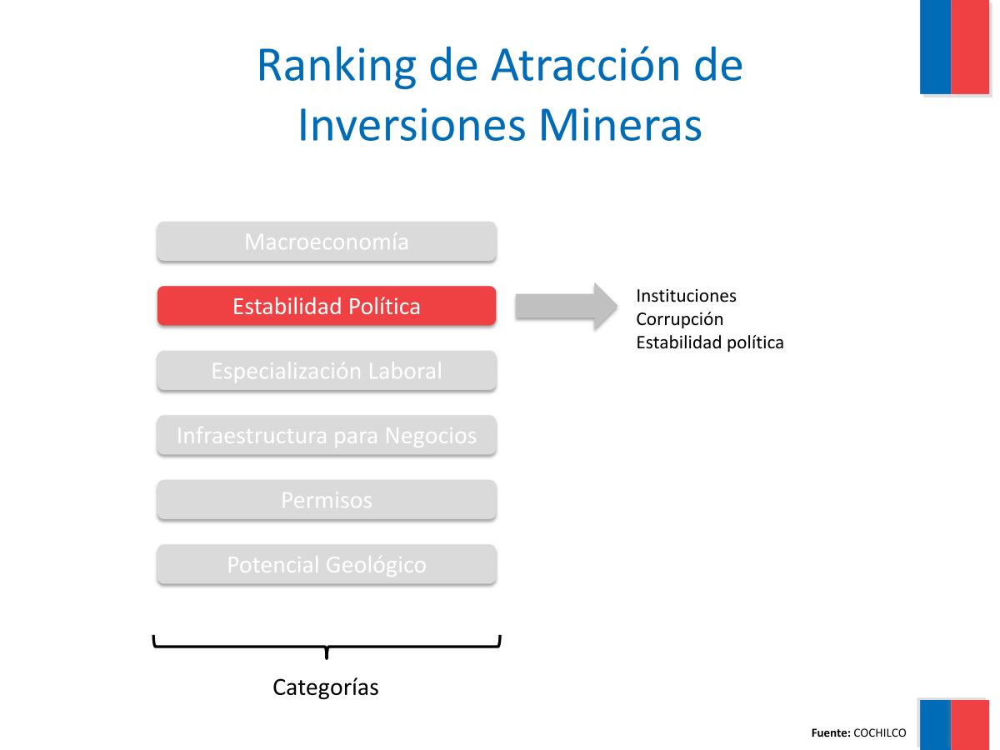 Ranking de Atracción de
Inversiones Mineras
Macroeconomía
Estabilidad Política
Instituciones
Corrupción
Estabilidad política
Especialización Laboral
Infraestructura para Negocios
Permisos
Potencial Geológico
Categorías
Fuente: COCHILCO